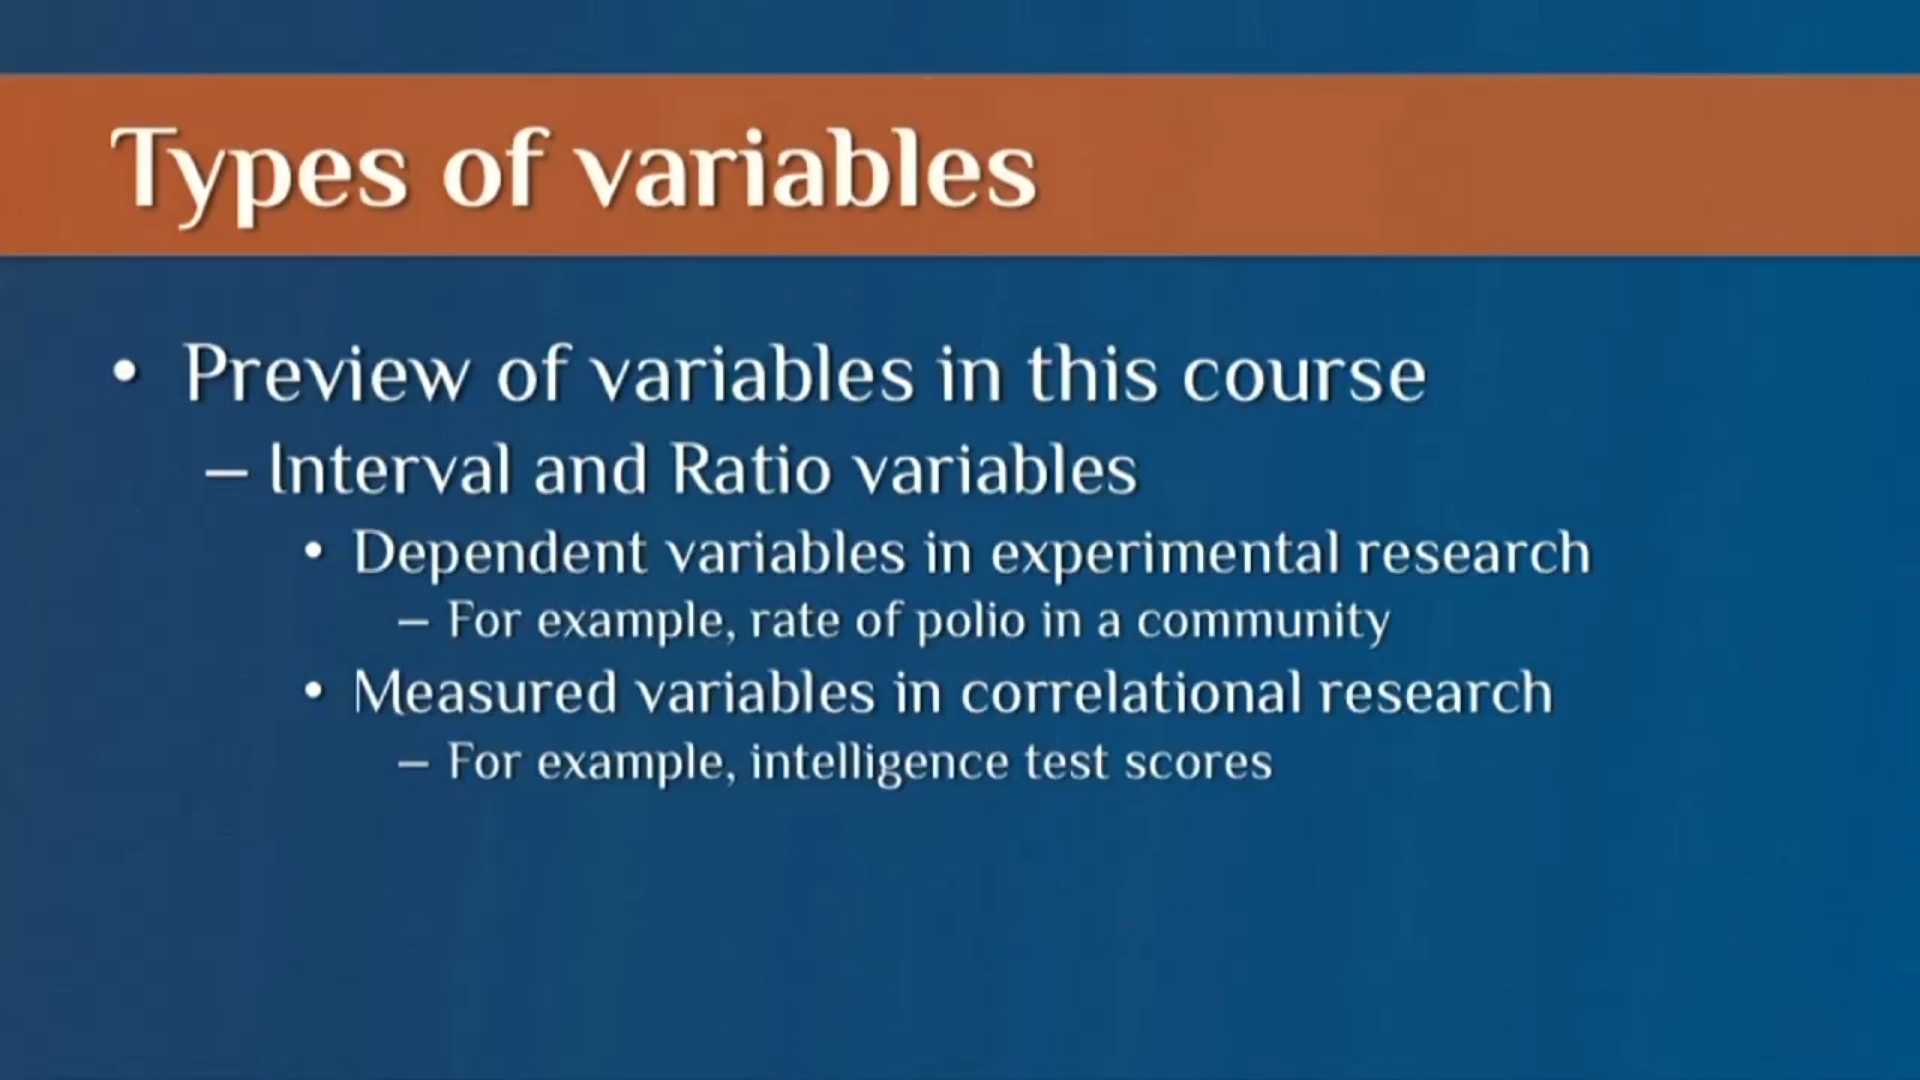 Types of variables
• Preview of variables in this course
– Interval and Ratio variables
• Dependent variables in experimental research
– For example, rate of polio in a community
• Measured variables in correlational research
– For example, intelligence test scores